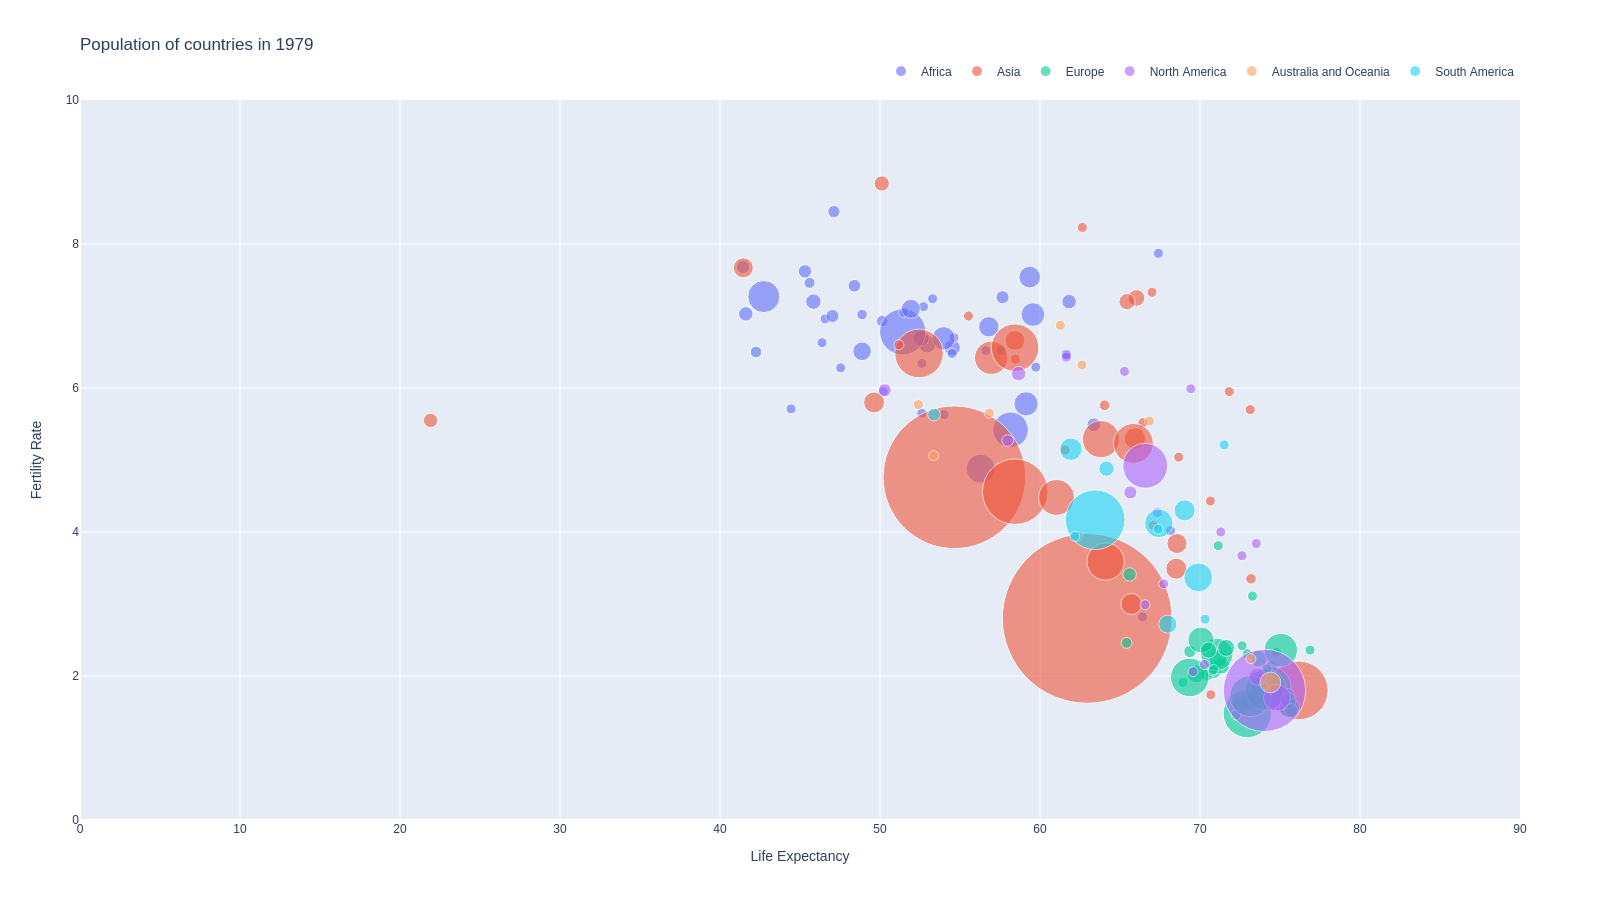 Population of countries in 1979
Africa Asia Europe North America Australia and Oceania South America
10
8
6
4
2
0
Fertility Rate
0 10 20 30 40 50 60 70 80 90
Life Expectancy